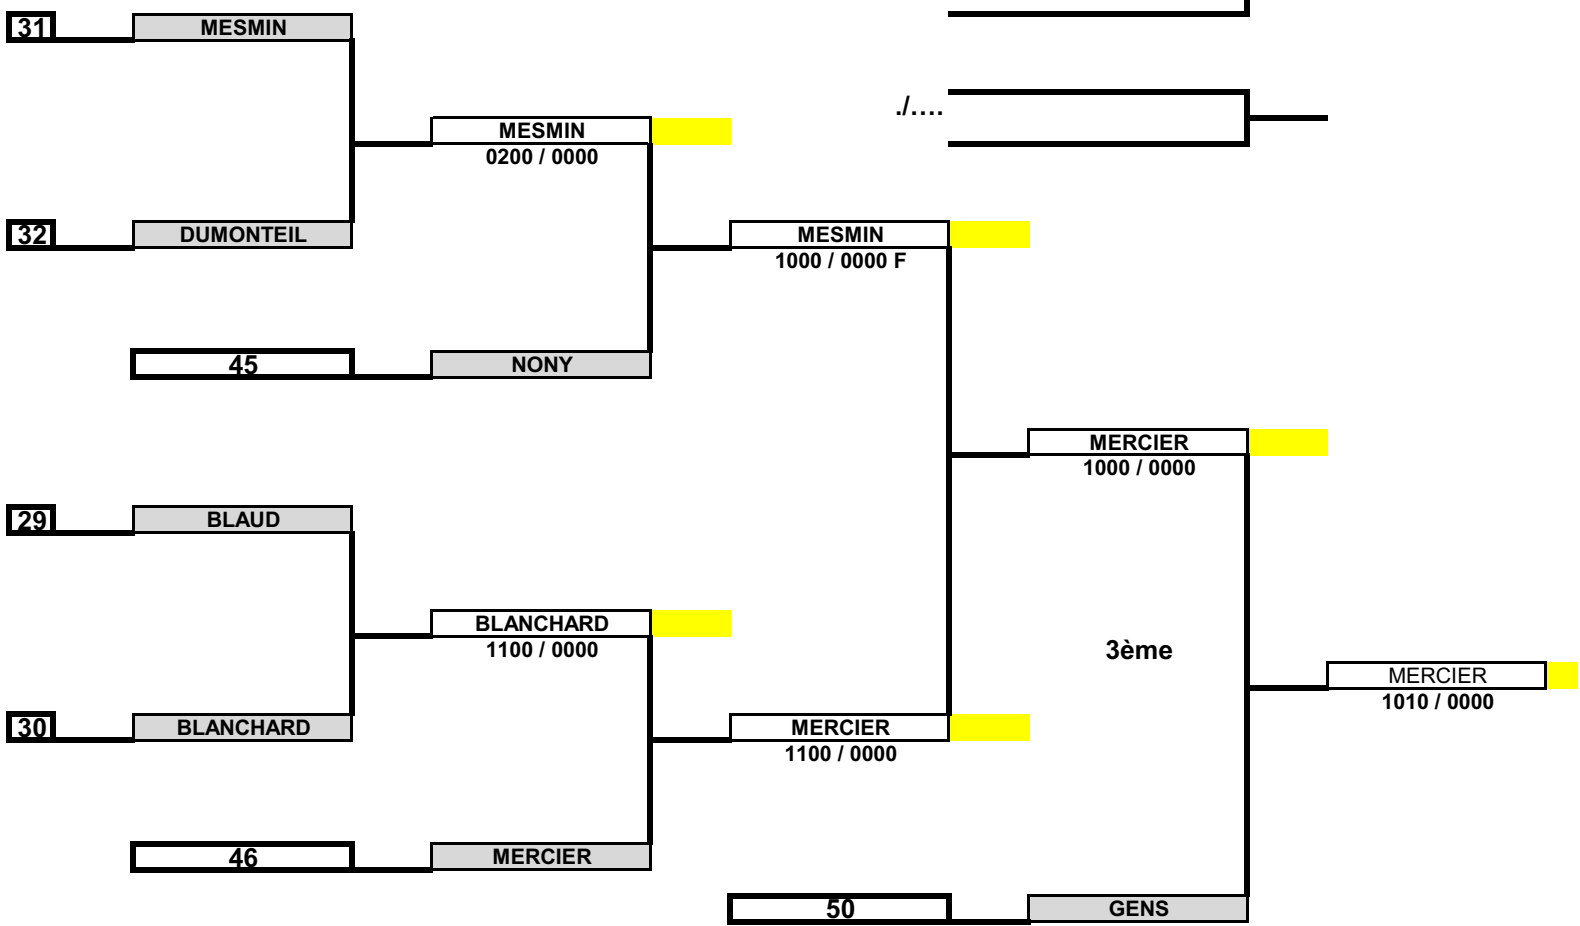 31 MESMIN
./....
MESMIN
0200 / 0000
32 DUMONTEIL
MESMIN
1000 / 0000 F
45 NONY
MERCIER
1000 / 0000
29 BLAUD
BLANCHARD
1100 / 0000
3ème
MERCIER
1010 / 0000
30 BLANCHARD
MERCIER
1100 / 0000
46 MERCIER
50 GENS